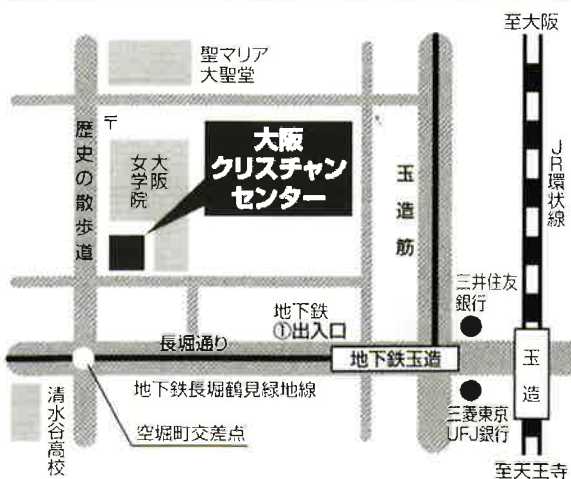 至大阪
聖マリア
大聖堂
〒
歴史の散歩道
大阪
女学院
大阪
クリスチャン
センター
玉造筋
JR環状線
三井住友
銀行
地下鉄
①出入口
長堀通り
地下鉄玉造
玉造
地下鉄長堀鶴見緑地線
清水谷高校
空堀町交差点
三菱東京
UFJ銀行
至天王寺